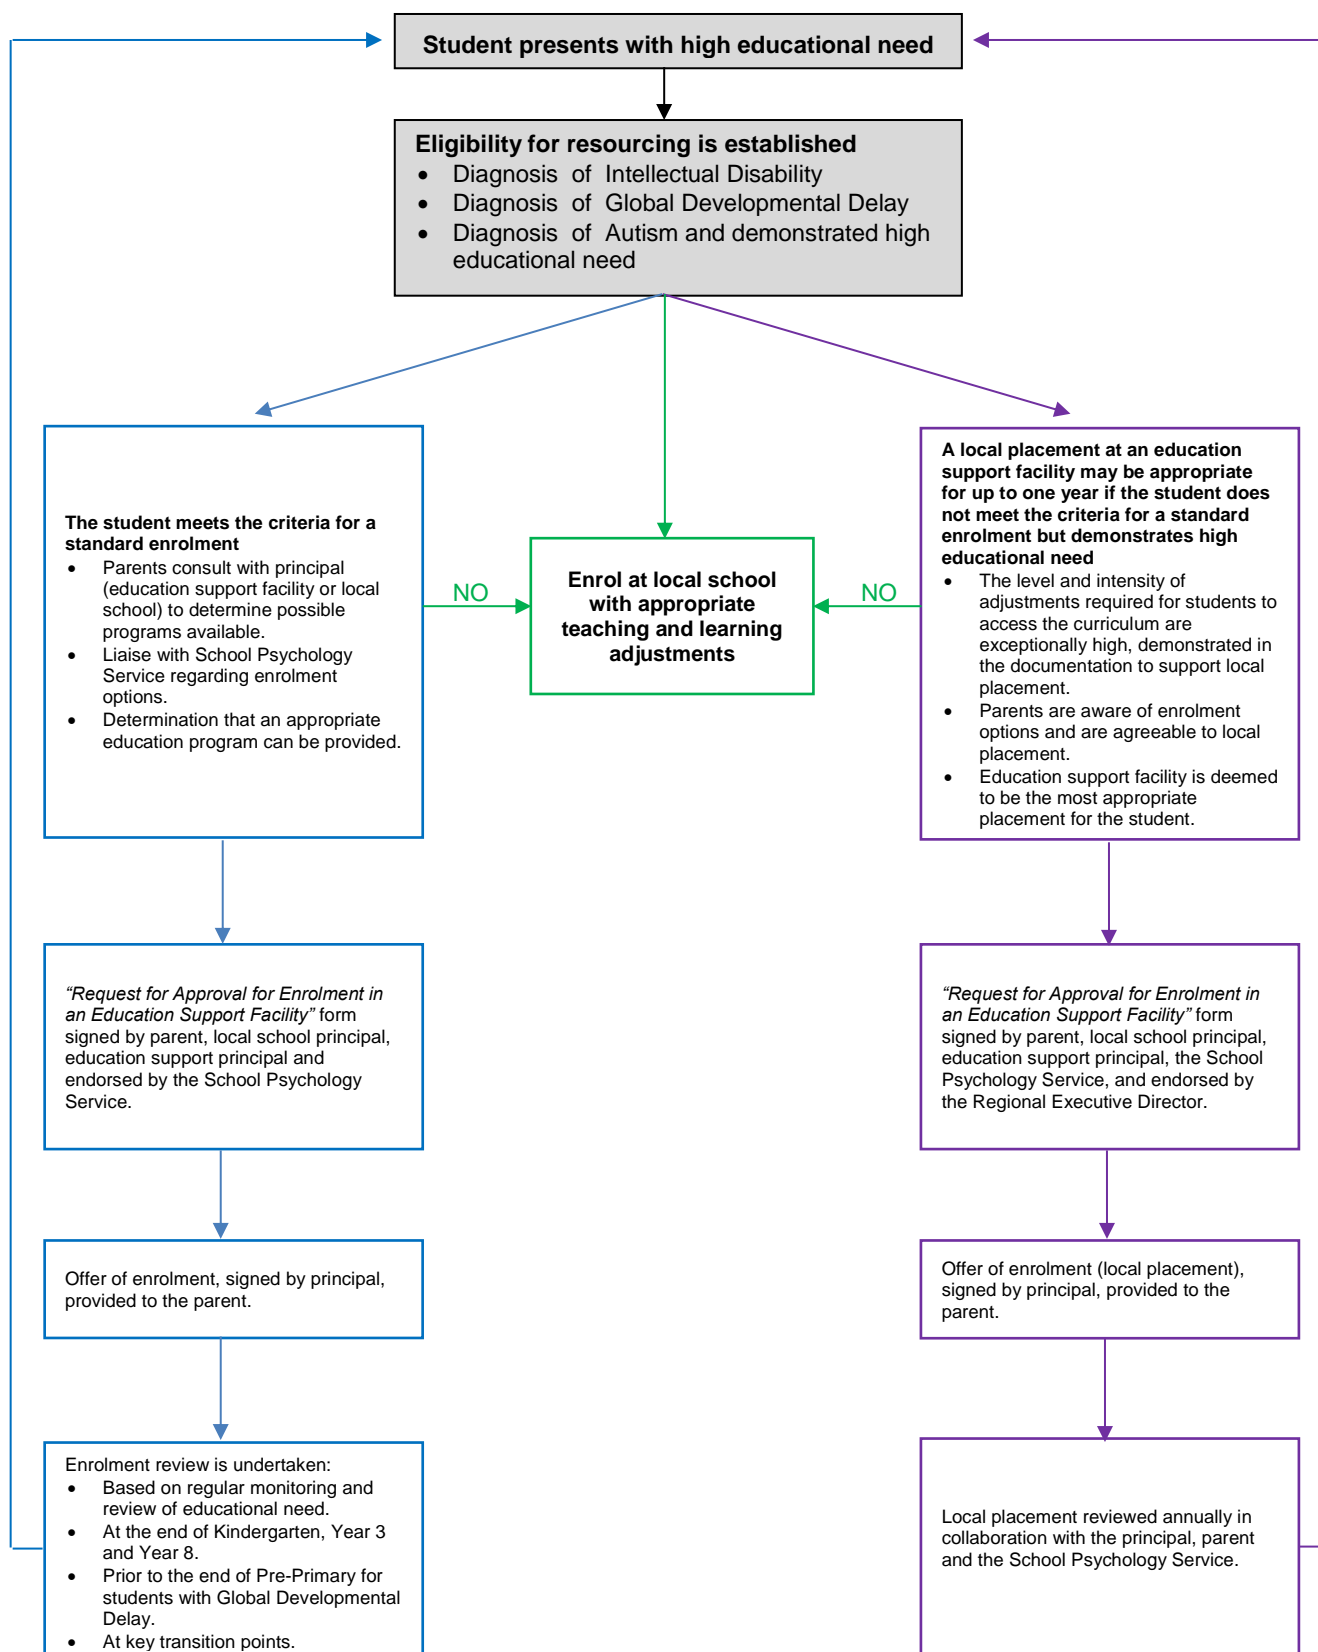 Student presents with high educational need
Eligibility for resourcing is established
• Diagnosis of Intellectual Disability
• Diagnosis of Global Developmental Delay
• Diagnosis of Autism and demonstrated high
educational need
The student meets the criteria for a
standard enrolment
• Parents consult with principal
(education support facility or local
school) to determine possible
programs available.
• Liaise with School Psychology
Service regarding enrolment
options.
• Determination that an appropriate
education program can be provided.
NO
Enrol at local school
with appropriate
teaching and learning
adjustments
NO
A local placement at an education
support facility may be appropriate
for up to one year if the student does
not meet the criteria for a standard
enrolment but demonstrates high
educational need
• The level and intensity of
adjustments required for students to
access the curriculum are
exceptionally high, demonstrated in
the documentation to support local
placement.
• Parents are aware of enrolment
options and are agreeable to local
placement.
• Education support facility is deemed
to be the most appropriate
placement for the student.
“Request for Approval for Enrolment in
an Education Support Facility” form
signed by parent, local school principal,
education support principal and
endorsed by the School Psychology
Service.
“Request for Approval for Enrolment in
an Education Support Facility” form
signed by parent, local school principal,
education support principal, the School
Psychology Service, and endorsed by
the Regional Executive Director.
Offer of enrolment, signed by principal,
provided to the parent.
Offer of enrolment (local placement),
signed by principal, provided to the
parent.
Enrolment review is undertaken:
• Based on regular monitoring and
review of educational need.
• At the end of Kindergarten, Year 3
and Year 8.
• Prior to the end of Pre-Primary for
students with Global Developmental
Delay.
• At key transition points.
Local placement reviewed annually in
collaboration with the principal, parent
and the School Psychology Service.